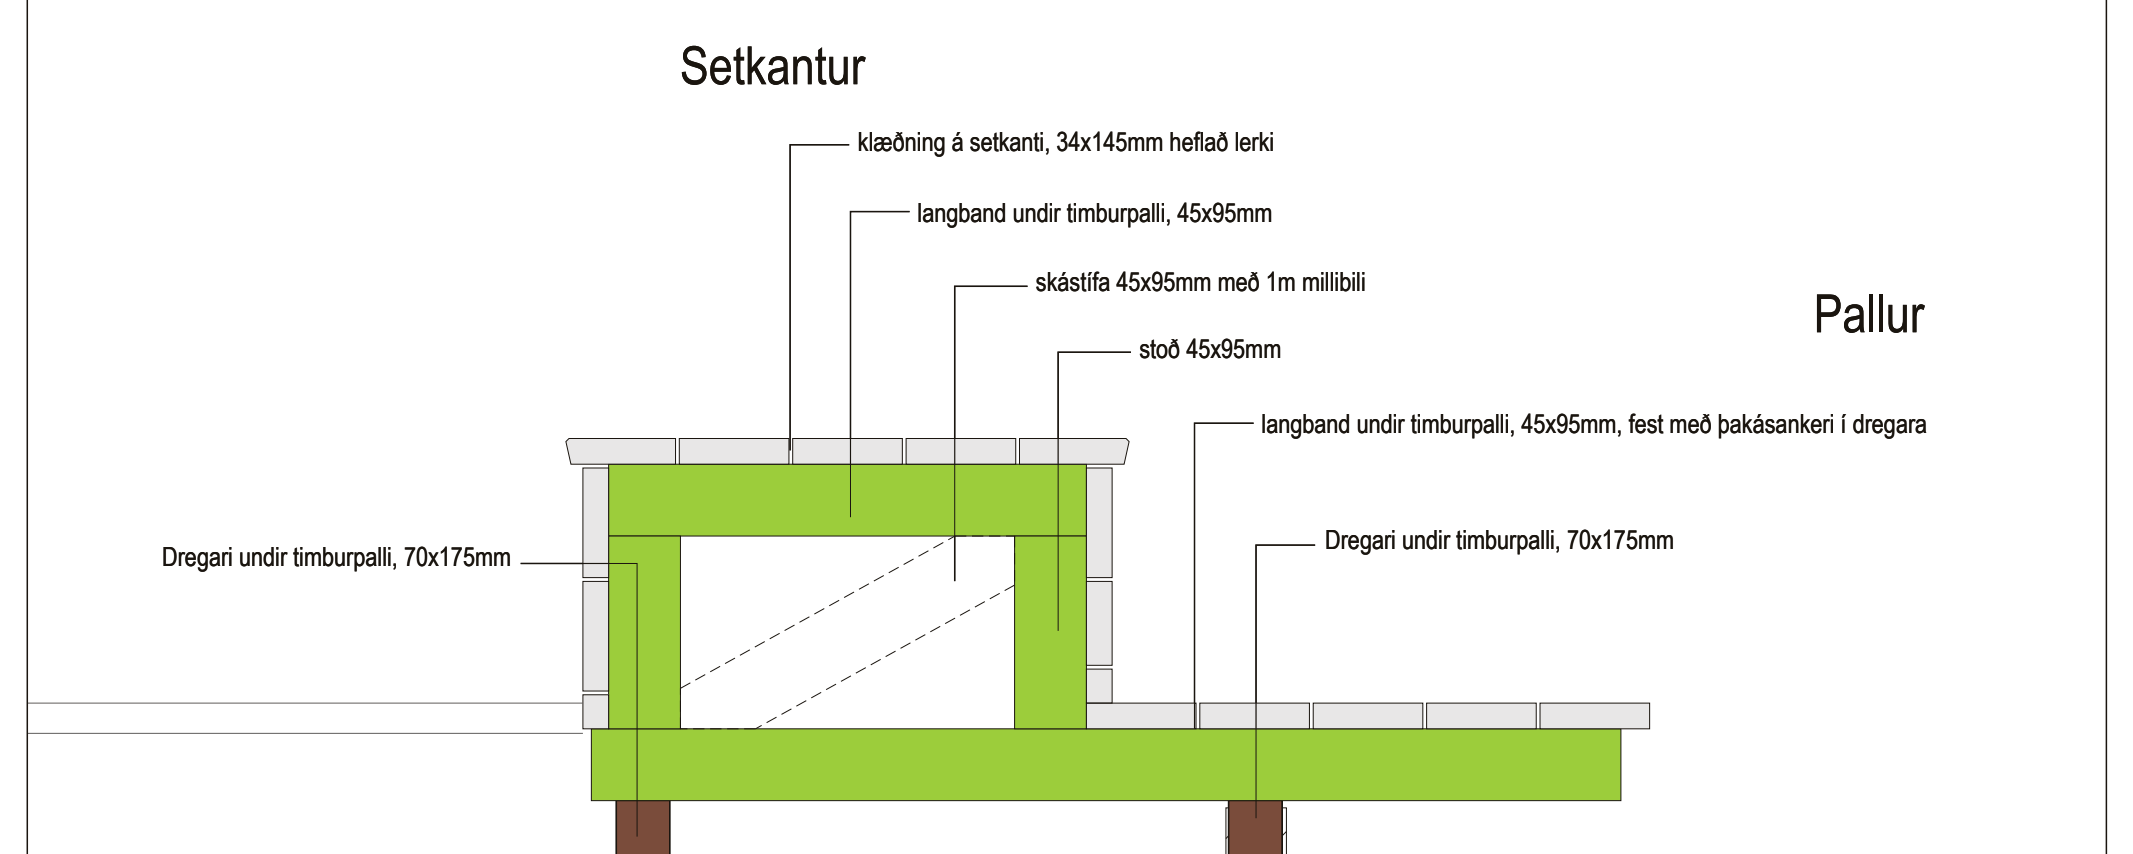 Setkantur
klæðning á setkanti, 34x145mm heflað lerki
langband undir timburpalli, 45x95mm
skástífa 45x95mm með 1m millibili
Pallur
stoð 45x95mm
langband undir timburpalli, 45x95mm, fest með þakásankeri í dregara
Dregari undir timburpalli, 70x175mm
Dregari undir timburpalli, 70x175mm